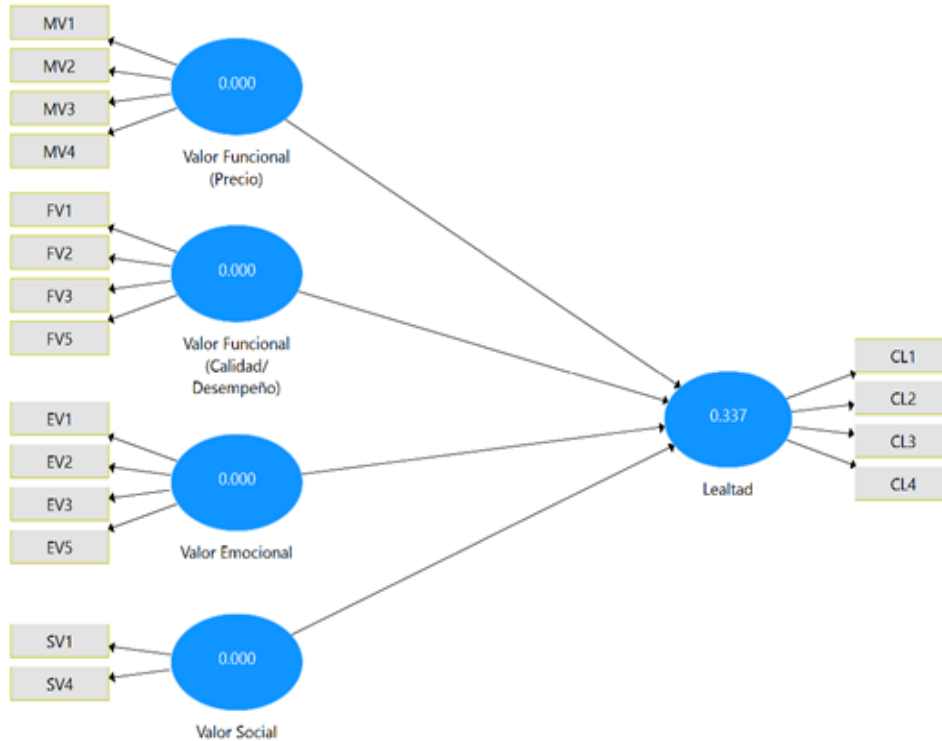 MV1
MV2
MV3
MV4
0.000
Valor Funcional
(Precio)
FV1
FV2
FV3
FV5
0.000
Valor Funcional
(Calidad/
Desempeño)
EV1
EV2
EV3
EV5
0.000
Valor Emocional
SV1
SV4
0.000
Valor Social
0.337
Lealtad
CL1
CL2
CL3
CL4